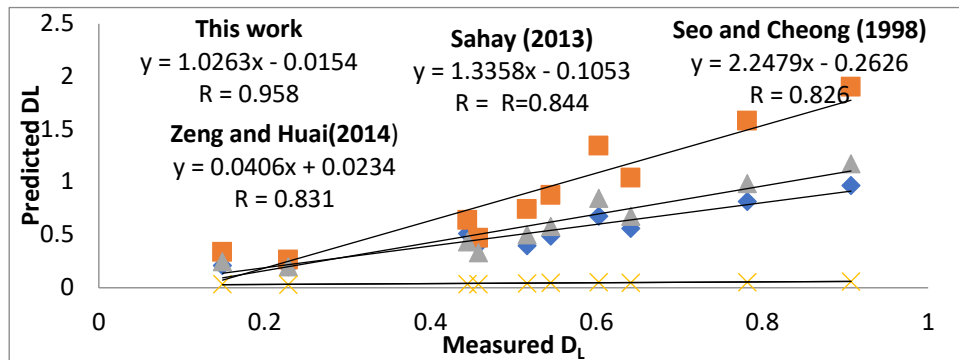 This work
y = 1.0263x - 0.0154
R = 0.958
Sahay (2013)
y = 1.3358x - 0.1053
R = R=0.844
Seo and Cheong (1998)
y = 2.2479x - 0.2626
R = 0.826
Zeng and Huai(2014)
y = 0.0406x + 0.0234
R = 0.831
Predicted DL
2.5
2
1.5
1
0.5
0
0
0.2
0.4
0.6
0.8
1
Measured D_L